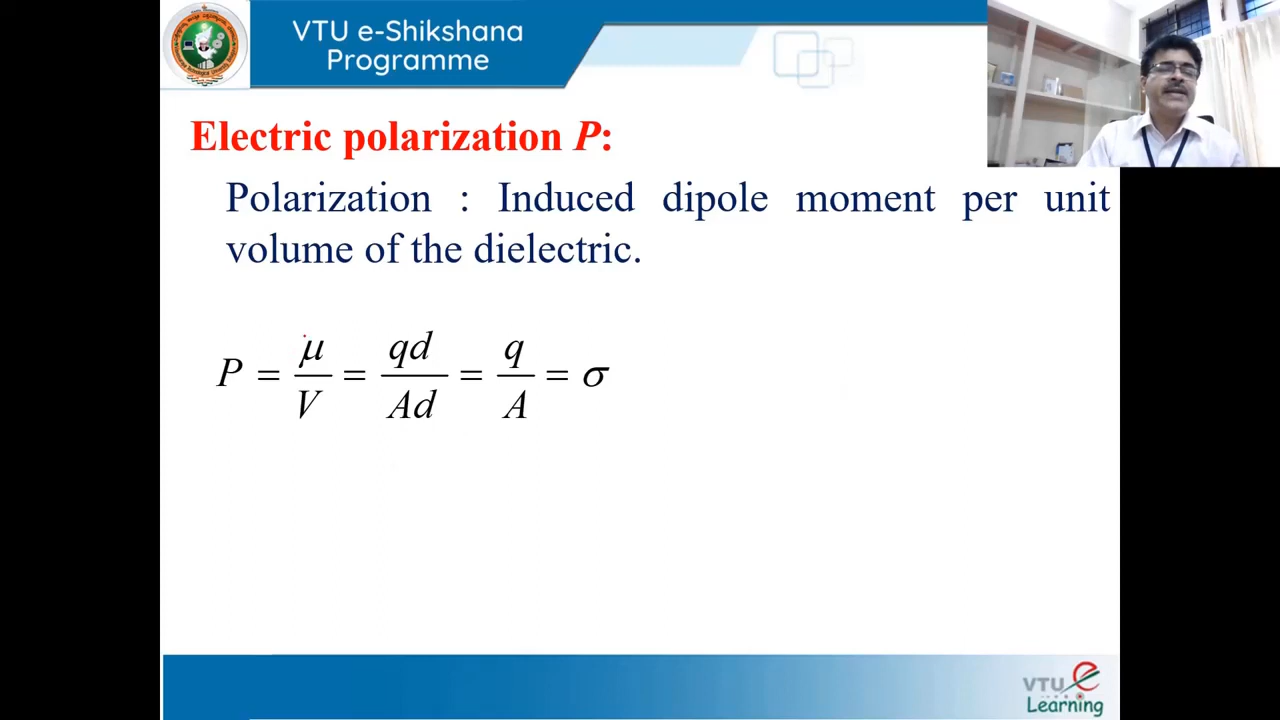 VTU e-Shikshana
Programme
Electric polarization P:
Polarization : Induced dipole moment per unit
volume of the dielectric.
P = μ/V = qd/Ad = q/A = σ
VTU e
Learning